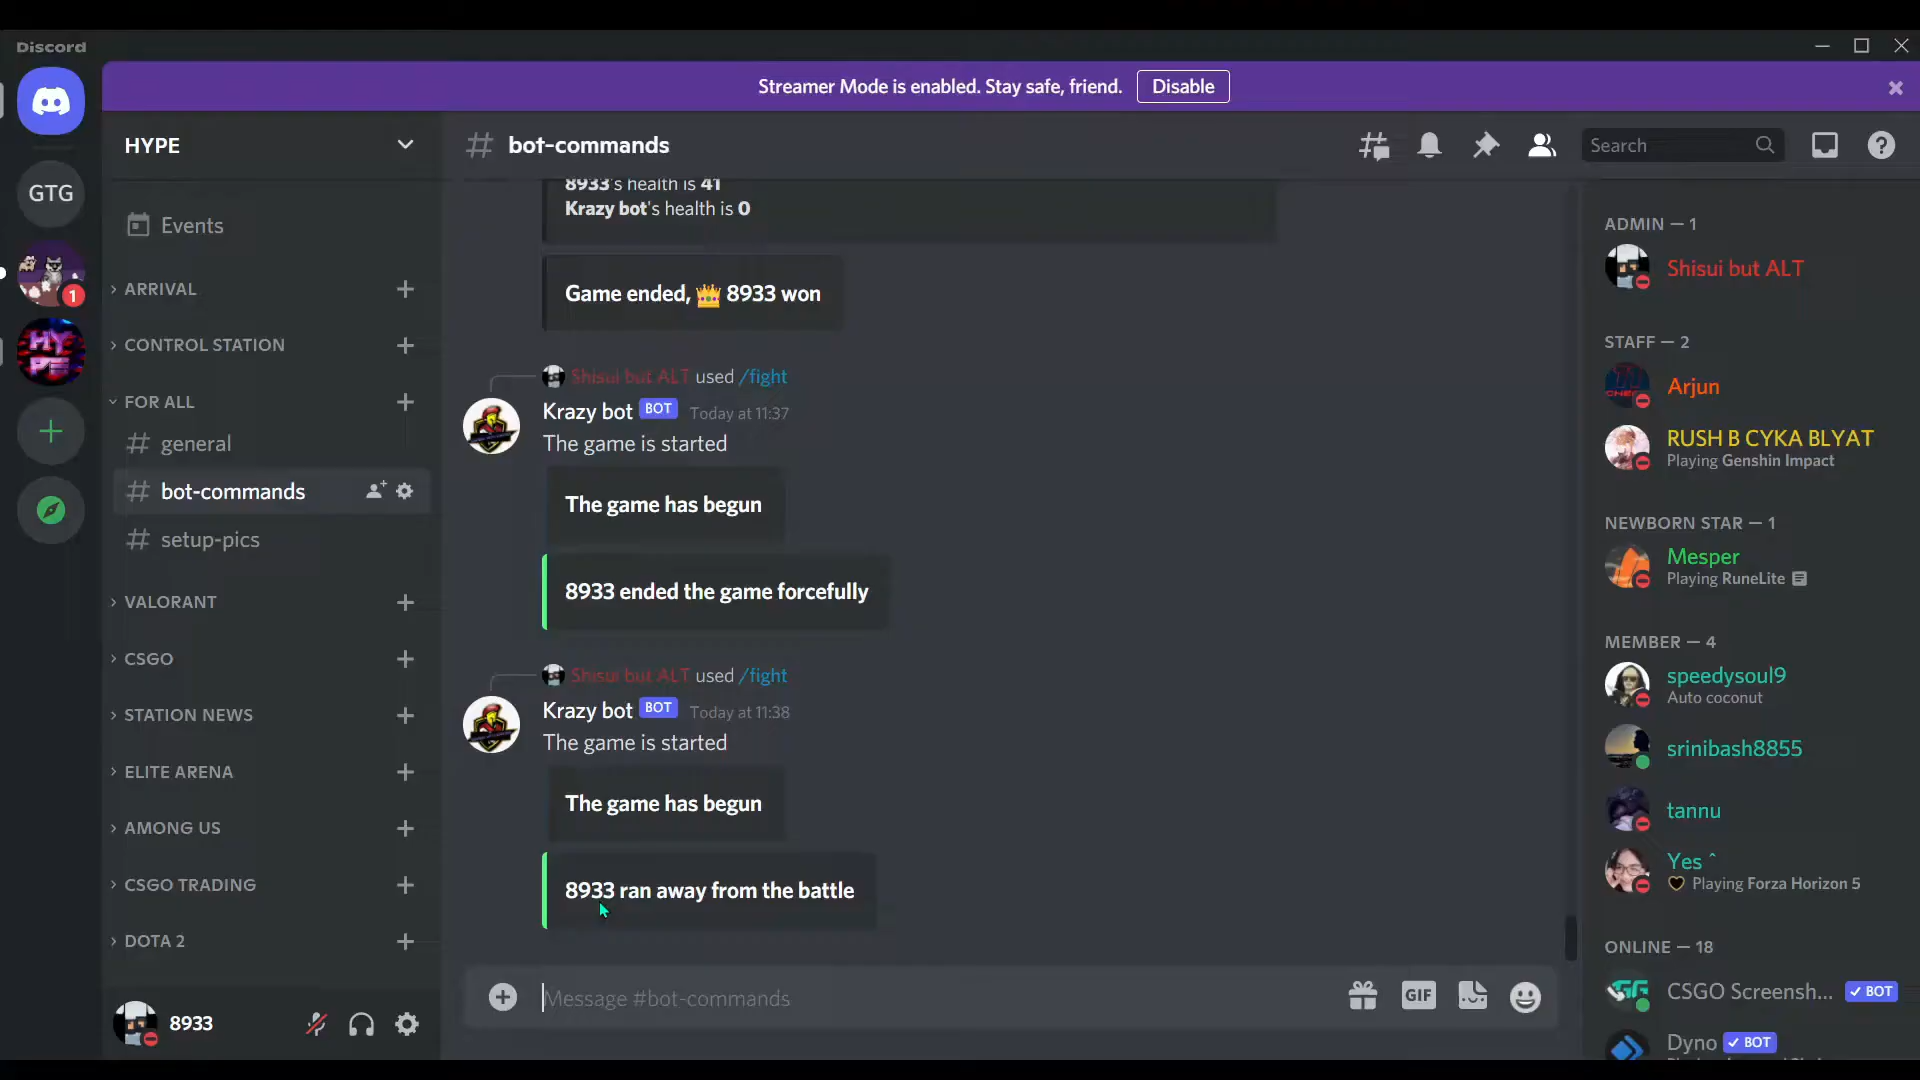 Discord
Streamer Mode is enabled. Stay safe, friend. Disable
HYPE
# bot-commands
Search
GTG
1
HYPE
Events
ARRIVAL
CONTROL STATION
FOR ALL
# general
# bot-commands
# setup-pics
VALORANT
CSGO
STATION NEWS
ELITE ARENA
AMONG US
CSGO TRADING
DOTA 2
8933
8933's health is 41
Krazy bot's health is 0
Game ended, 👑 8933 won
Shisui but ALT used /fight
Krazy bot BOT Today at 11:37
The game is started
The game has begun
8933 ended the game forcefully
Shisui but ALT used /fight
Krazy bot BOT Today at 11:38
The game is started
The game has begun
8933 ran away from the battle
Message #bot-commands
GIF
ADMIN — 1
Shisui but ALT
STAFF — 2
Arjun
RUSH B CYKA BLYAT
Playing Genshin Impact
NEWBORN STAR — 1
Mesper
Playing RuneLite
MEMBER — 4
speedysoul9
Auto coconut
srinibash8855
tannu
Yes ^
Playing Forza Horizon 5
ONLINE — 18
CSGO Screensh... ✓ BOT
Dyno ✓ BOT